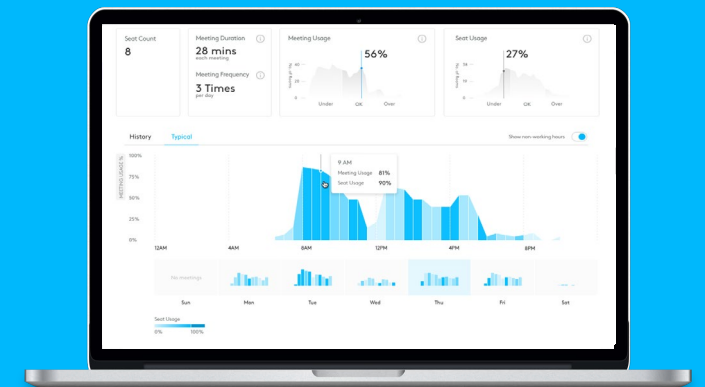 Seat Count
8
Meeting Duration
28 mins
each meeting
Meeting Frequency
3 Times
per day
Meeting Usage
56%
Under OK Over
Seat Usage
27%
Under OK Over
History Typical
Show non-working hours
MEETING USAGE %
100%
75%
50%
25%
0%
9 AM
Meeting Usage 81%
Seat Usage 90%
12AM 4AM 8AM 12PM 4PM 8PM
No meetings
Sun Mon Tue Wed Thu Fri Sat
Seat Usage
0% 100%